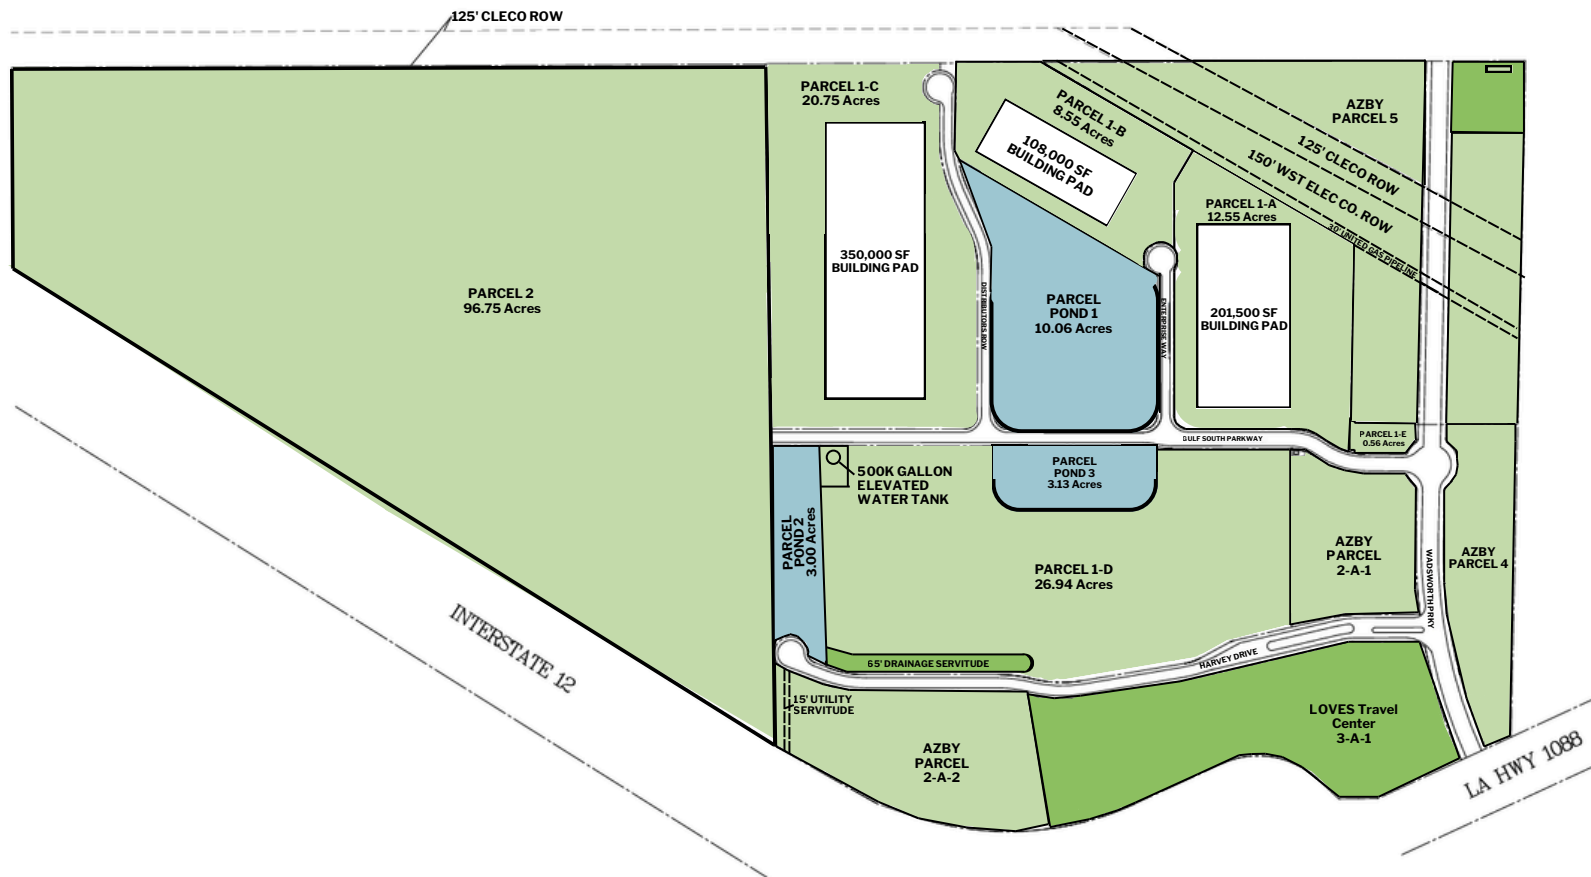 125' CLECO ROW
PARCEL 1-C
20.75 Acres
PARCEL 1-B
8.55 Acres
108,000 SF
BUILDING PAD
AZBY
PARCEL 5
125' CLECO ROW
150' WST ELEC CO. ROW
30' UNITED GAS PIPELINE
PARCEL 1-A
12.55 Acres
350,000 SF
BUILDING PAD
PARCEL 2
96.75 Acres
DISTRIBUTORS ROW
PARCEL
POND 1
10.06 Acres
ENTERPRISE WAY
201,500 SF
BUILDING PAD
GULF SOUTH PARKWAY
PARCEL 1-E
0.56 Acres
500K GALLON
ELEVATED
WATER TANK
PARCEL
POND 3
3.13 Acres
PARCEL
POND 2
3.00 Acres
PARCEL 1-D
26.94 Acres
AZBY
PARCEL
2-A-1
WADSWORTH PRKY
AZBY
PARCEL 4
INTERSTATE 12
65' DRAINAGE SERVITUDE
HARVEY DRIVE
15' UTILITY
SERVITUDE
AZBY
PARCEL
2-A-2
LOVES Travel
Center
3-A-1
LA HWY 1088